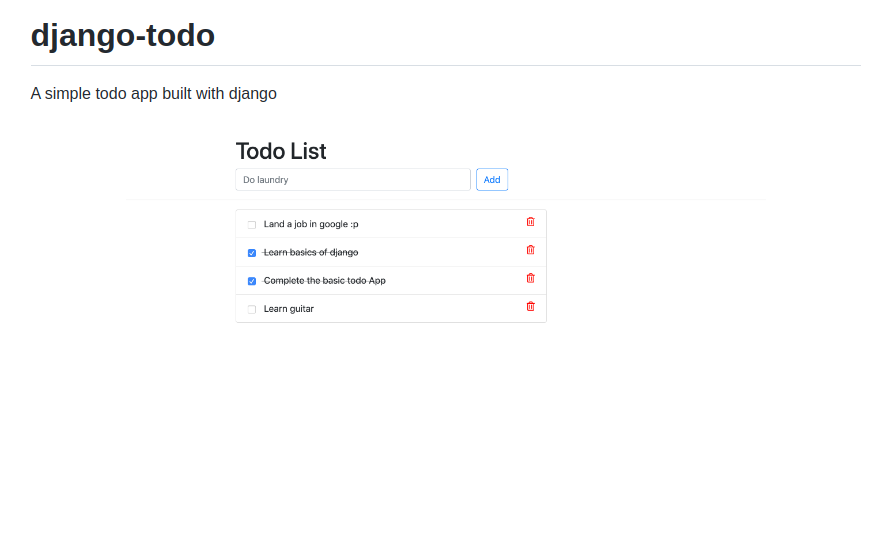 django-todo
A simple todo app built with django
Todo List
Do laundry
Add
Land a job in google :p
Learn basics of django
Complete the basic todo App
Learn guitar